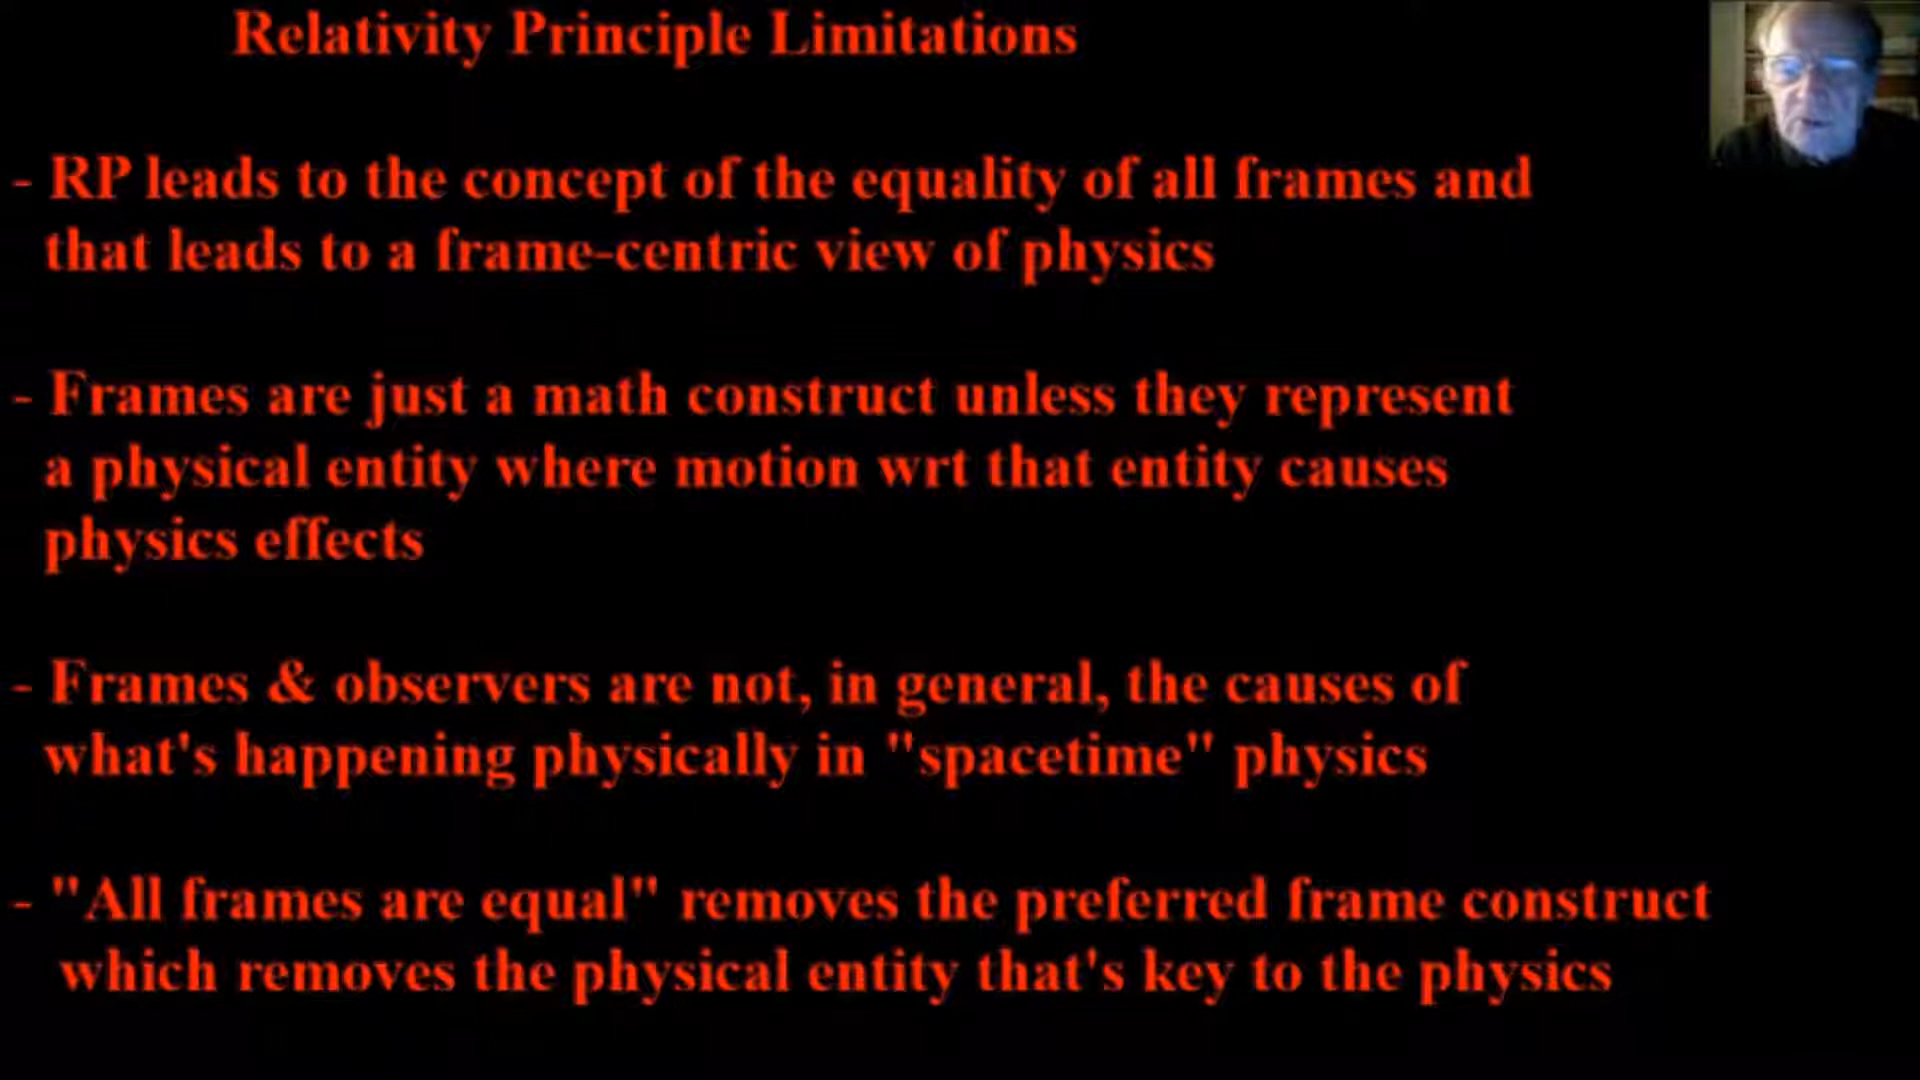 Relativity Principle Limitations
- RP leads to the concept of the equality of all frames and
that leads to a frame-centric view of physics
- Frames are just a math construct unless they represent
a physical entity where motion wrt that entity causes
physics effects
- Frames & observers are not, in general, the causes of
what's happening physically in "spacetime" physics
- "All frames are equal" removes the preferred frame construct
which removes the physical entity that's key to the physics